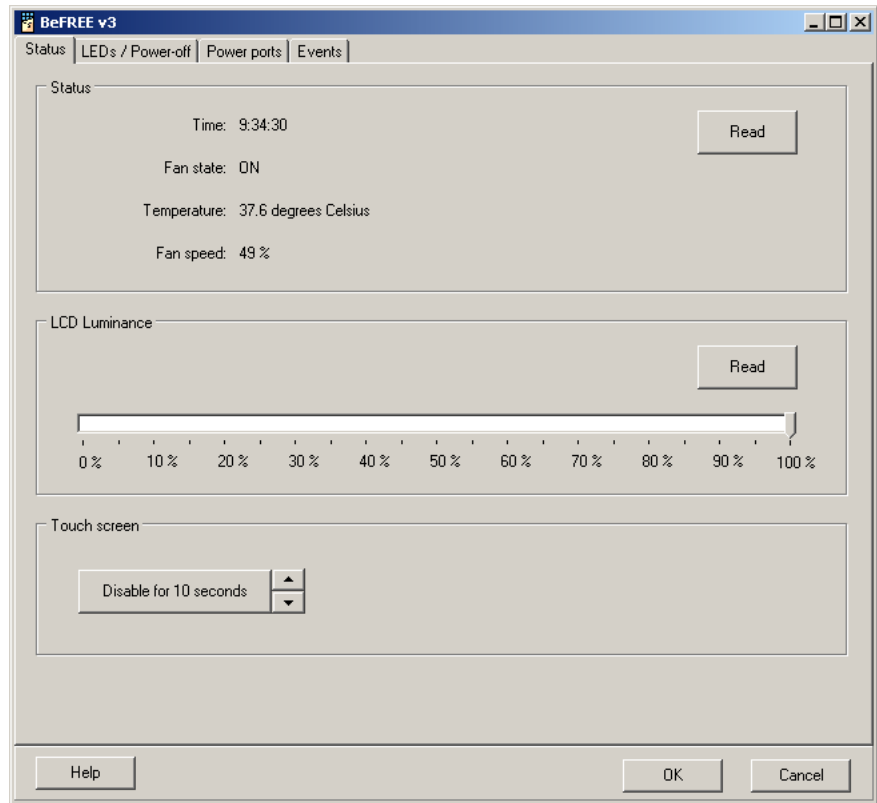 BeFREE v3
Status LEDs / Power-off Power ports Events
Status
Time: 9:34:30
Read
Fan state: ON
Temperature: 37.6 degrees Celsius
Fan speed: 49 %
LCD Luminance
Read
0 % 10 % 20 % 30 % 40 % 50 % 60 % 70 % 80 % 90 % 100 %
Touch screen
Disable for 10 seconds
Help OK Cancel